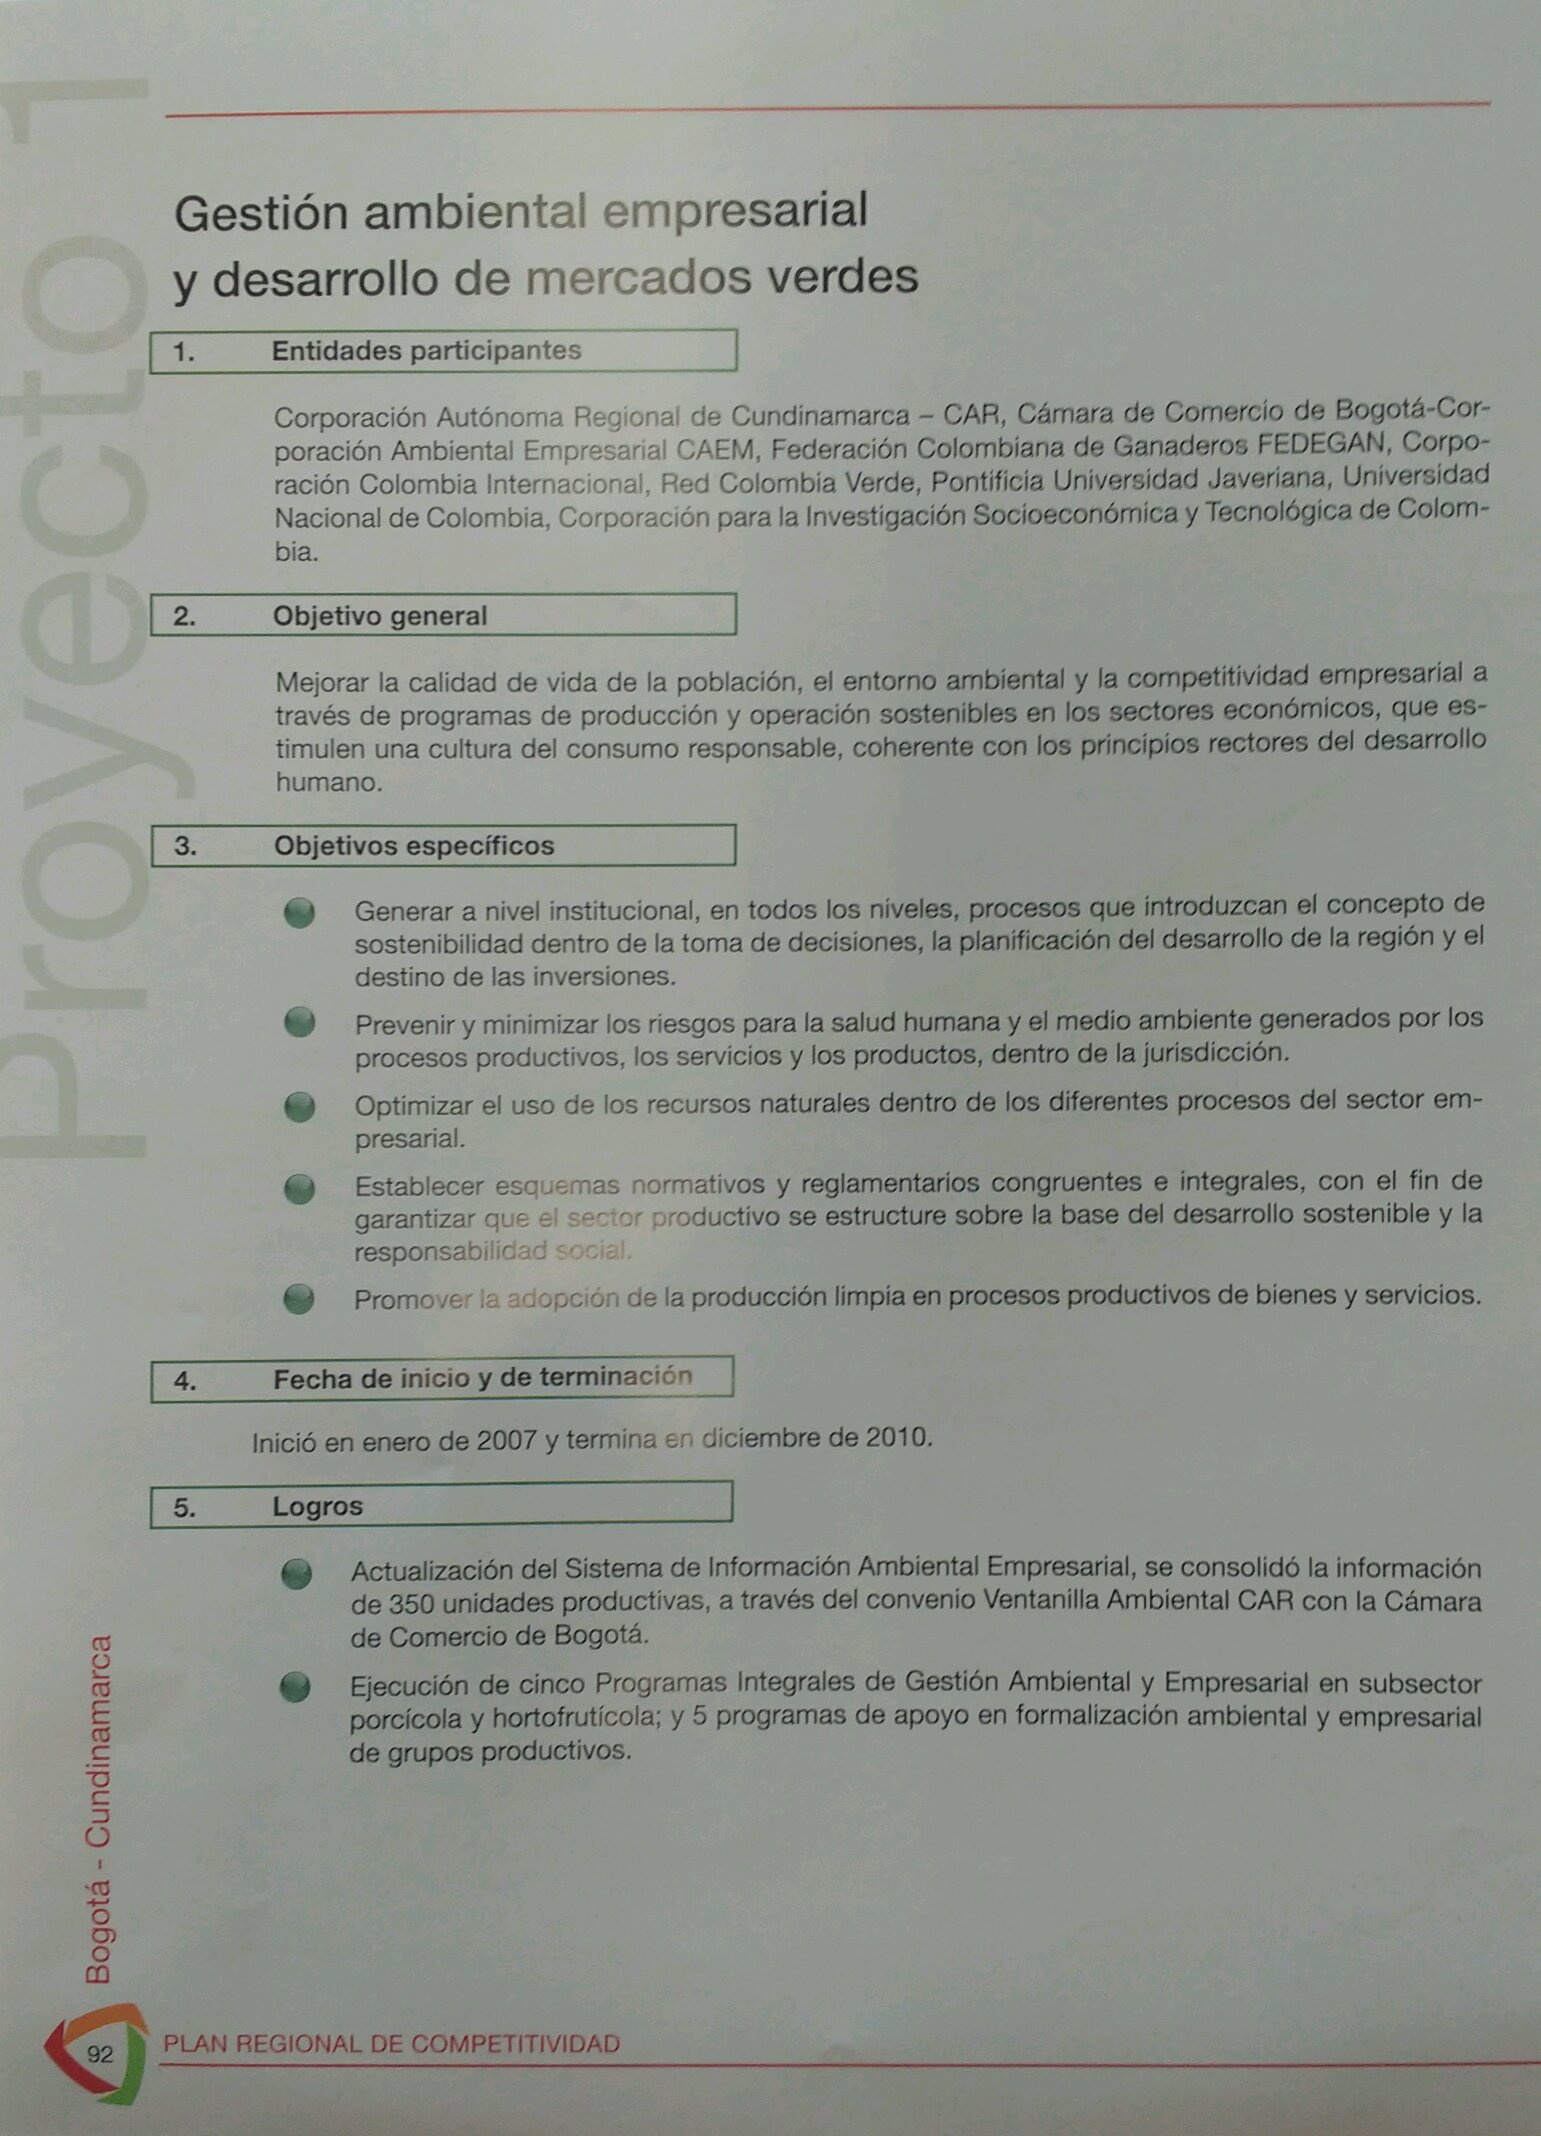 Proyecto 1
Gestión ambiental empresarial
y desarrollo de mercados verdes
1. Entidades participantes
Corporación Autónoma Regional de Cundinamarca – CAR, Cámara de Comercio de Bogotá-Cor-
poración Ambiental Empresarial CAEM, Federación Colombiana de Ganaderos FEDEGAN, Corpo-
ración Colombia Internacional, Red Colombia Verde, Pontificia Universidad Javeriana, Universidad
Nacional de Colombia, Corporación para la Investigación Socioeconómica y Tecnológica de Colom-
bia.
2. Objetivo general
Mejorar la calidad de vida de la población, el entorno ambiental y la competitividad empresarial a
través de programas de producción y operación sostenibles en los sectores económicos, que es-
timulen una cultura del consumo responsable, coherente con los principios rectores del desarrollo
humano.
3. Objetivos específicos
Generar a nivel institucional, en todos los niveles, procesos que introduzcan el concepto de
sostenibilidad dentro de la toma de decisiones, la planificación del desarrollo de la región y el
destino de las inversiones.
Prevenir y minimizar los riesgos para la salud humana y el medio ambiente generados por los
procesos productivos, los servicios y los productos, dentro de la jurisdicción.
Optimizar el uso de los recursos naturales dentro de los diferentes procesos del sector em-
presarial.
Establecer esquemas normativos y reglamentarios congruentes e integrales, con el fin de
garantizar que el sector productivo se estructure sobre la base del desarrollo sostenible y la
responsabilidad social.
Promover la adopción de la producción limpia en procesos productivos de bienes y servicios.
4. Fecha de inicio y de terminación
Inició en enero de 2007 y termina en diciembre de 2010.
5. Logros
Actualización del Sistema de Información Ambiental Empresarial, se consolidó la información
de 350 unidades productivas, a través del convenio Ventanilla Ambiental CAR con la Cámara
de Comercio de Bogotá.
Ejecución de cinco Programas Integrales de Gestión Ambiental y Empresarial en subsector
porcícola y hortofrutícola; y 5 programas de apoyo en formalización ambiental y empresarial
de grupos productivos.
Bogotá - Cundinamarca
92 PLAN REGIONAL DE COMPETITIVIDAD